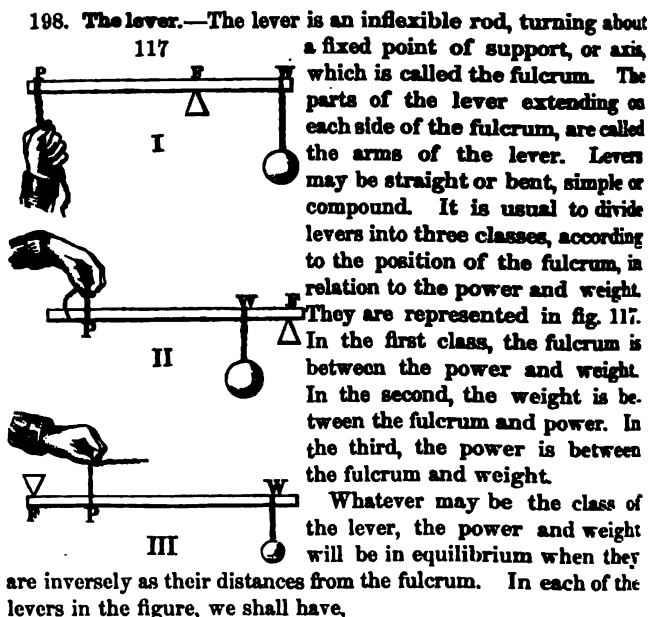 198. The lever.—The lever is an inflexible rod, turning about
117
a fixed point of support, or axis,
which is called the fulcrum. The
parts of the lever extending on
each side of the fulcrum, are called
the arms of the lever. Levers
may be straight or bent, simple or
compound. It is usual to divide
levers into three classes, according
to the position of the fulcrum, in
relation to the power and weight.
They are represented in fig. 117.
In the first class, the fulcrum is
between the power and weight.
In the second, the weight is be-
tween the fulcrum and power. In
the third, the power is between
the fulcrum and weight.
Whatever may be the class of
the lever, the power and weight
will be in equilibrium when they
are inversely as their distances from the fulcrum. In each of the
levers in the figure, we shall have,
P F W
I
W F
P
II
W
F P
III